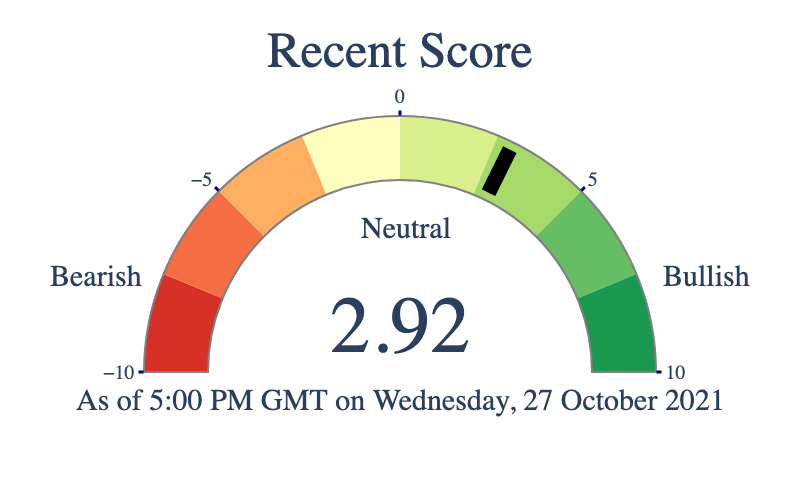 Recent Score
0
−5
5
Neutral
Bearish
Bullish
2.92
−10
10
As of 5:00 PM GMT on Wednesday, 27 October 2021